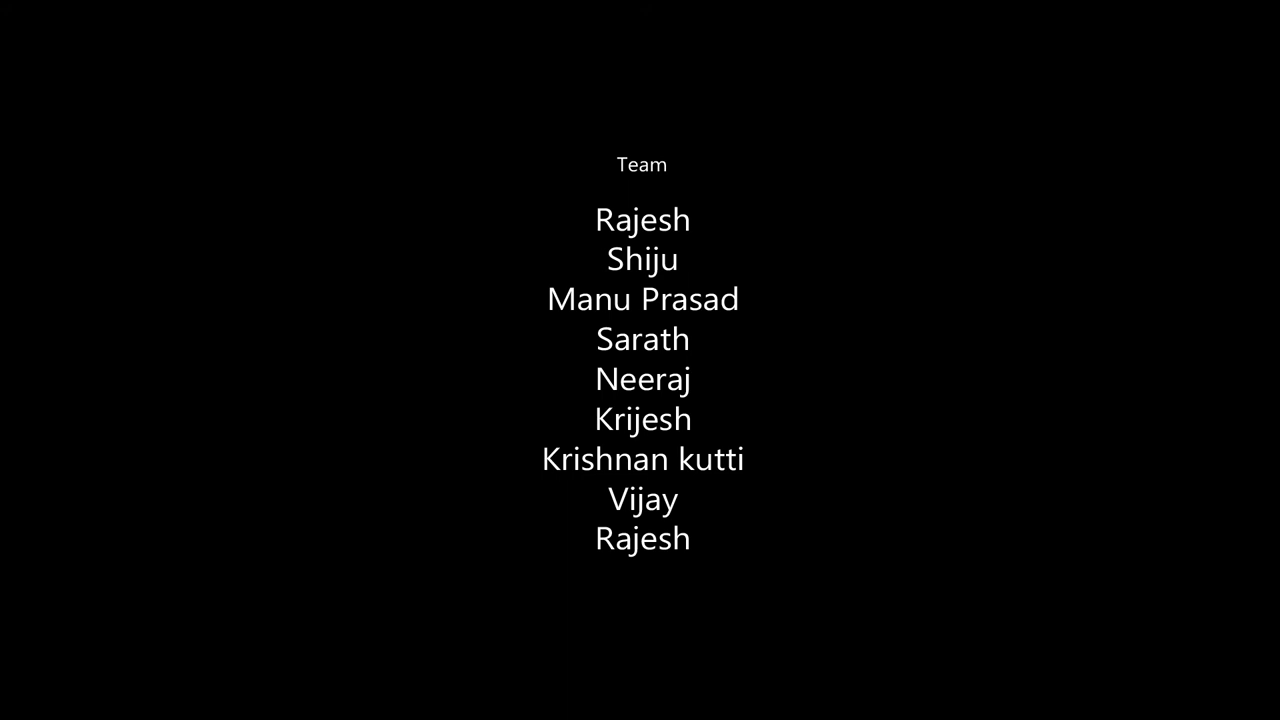 Team
Rajesh
Shiju
Manu Prasad
Sarath
Neeraj
Krijesh
Krishnan kutti
Vijay
Rajesh